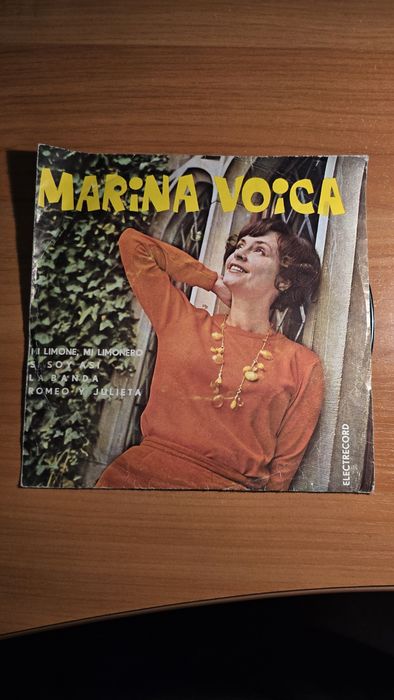 MARiNA VOiCA
MI LIMONE, MI LIMONERO
SI SOY ASI
LA BANDA
ROMEO Y JULIETA
ELECTRECORD